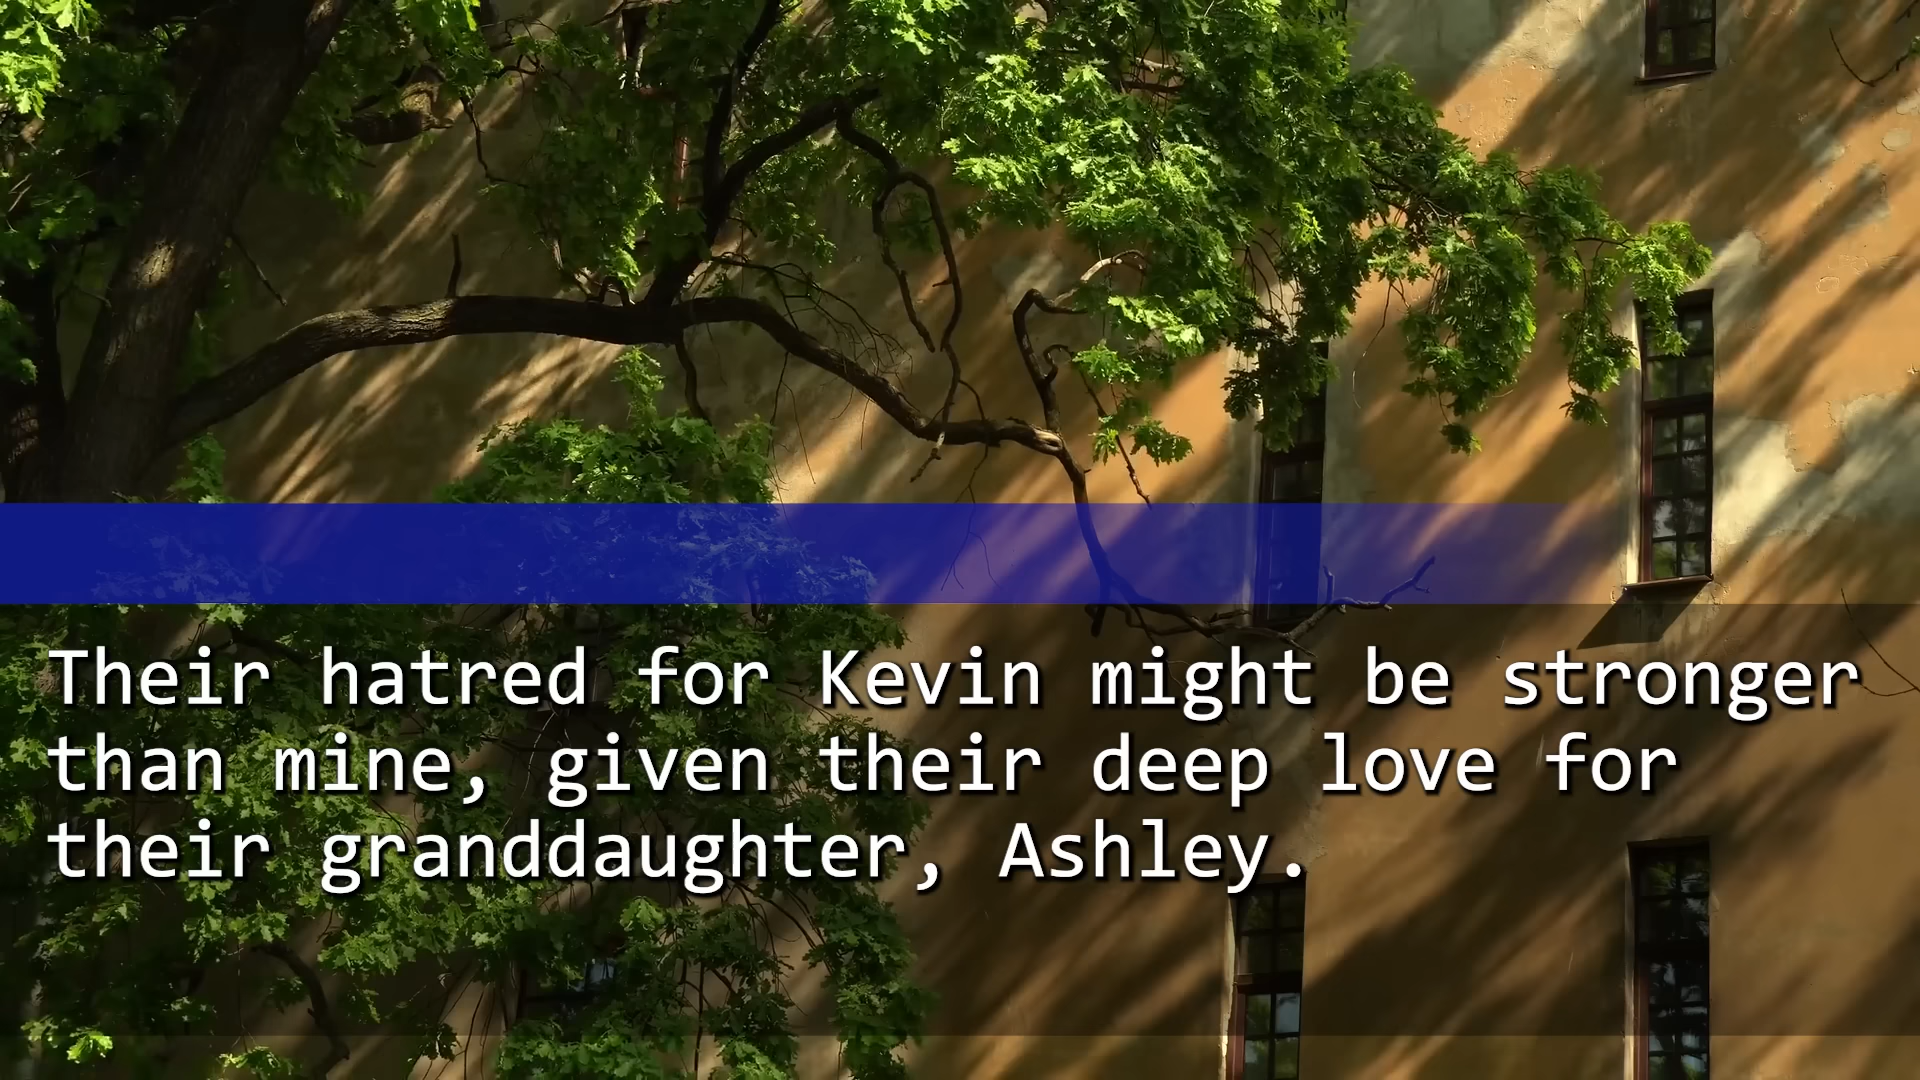 Their hatred for Kevin might be stronger
than mine, given their deep love for
their granddaughter, Ashley.